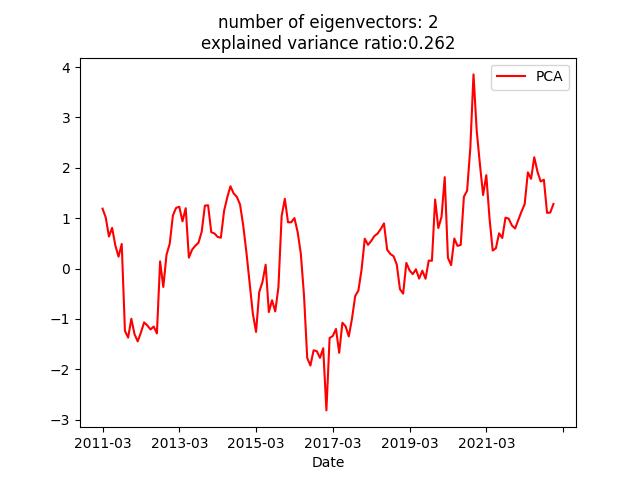 number of eigenvectors: 2
explained variance ratio:0.262
PCA
4
3
2
1
0
−1
−2
−3
2011-03 2013-03 2015-03 2017-03 2019-03 2021-03
Date